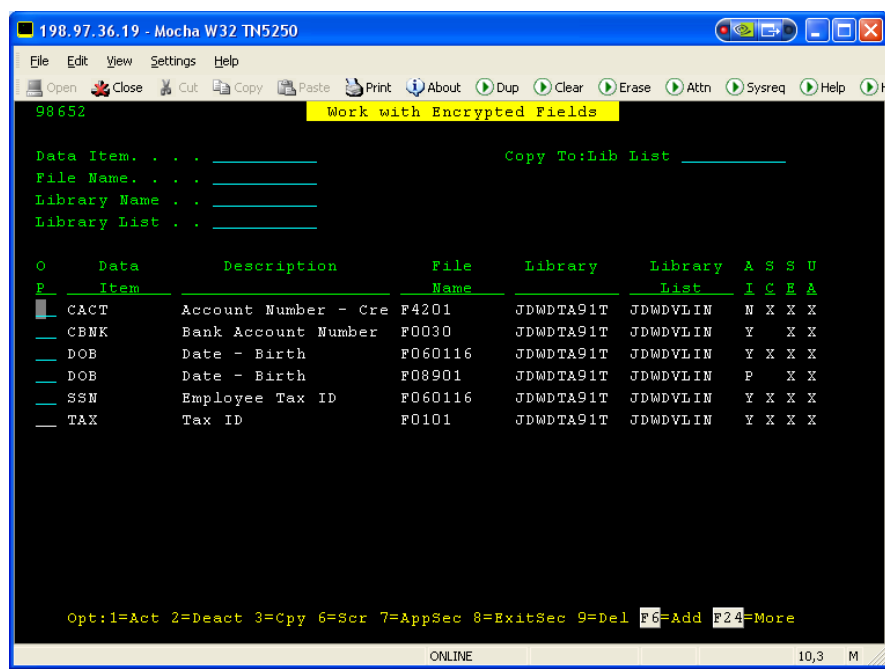 198.97.36.19 - Mocha W32 TN5250
File Edit View Settings Help
Open Close Cut Copy Paste Print About Dup Clear Erase Attn Sysreq Help
98652 Work with Encrypted Fields
Data Item. . . . Copy To:Lib List
File Name. . . .
Library Name . .
Library List . .
O Data Description File Library Library A S S U
P Item Name List I C E A
CACT Account Number - Cre F4201 JDWDTA91T JDWDVLIN N X X X
CBNK Bank Account Number F0030 JDWDTA91T JDWDVLIN Y X X
DOB Date - Birth F060116 JDWDTA91T JDWDVLIN Y X X X
DOB Date - Birth F08901 JDWDTA91T JDWDVLIN P X X
SSN Employee Tax ID F060116 JDWDTA91T JDWDVLIN Y X X X
TAX Tax ID F0101 JDWDTA91T JDWDVLIN Y X X X
Opt:1=Act 2=Deact 3=Cpy 6=Scr 7=AppSec 8=ExitSec 9=Del F6=Add F24=More
ONLINE 10,3 M